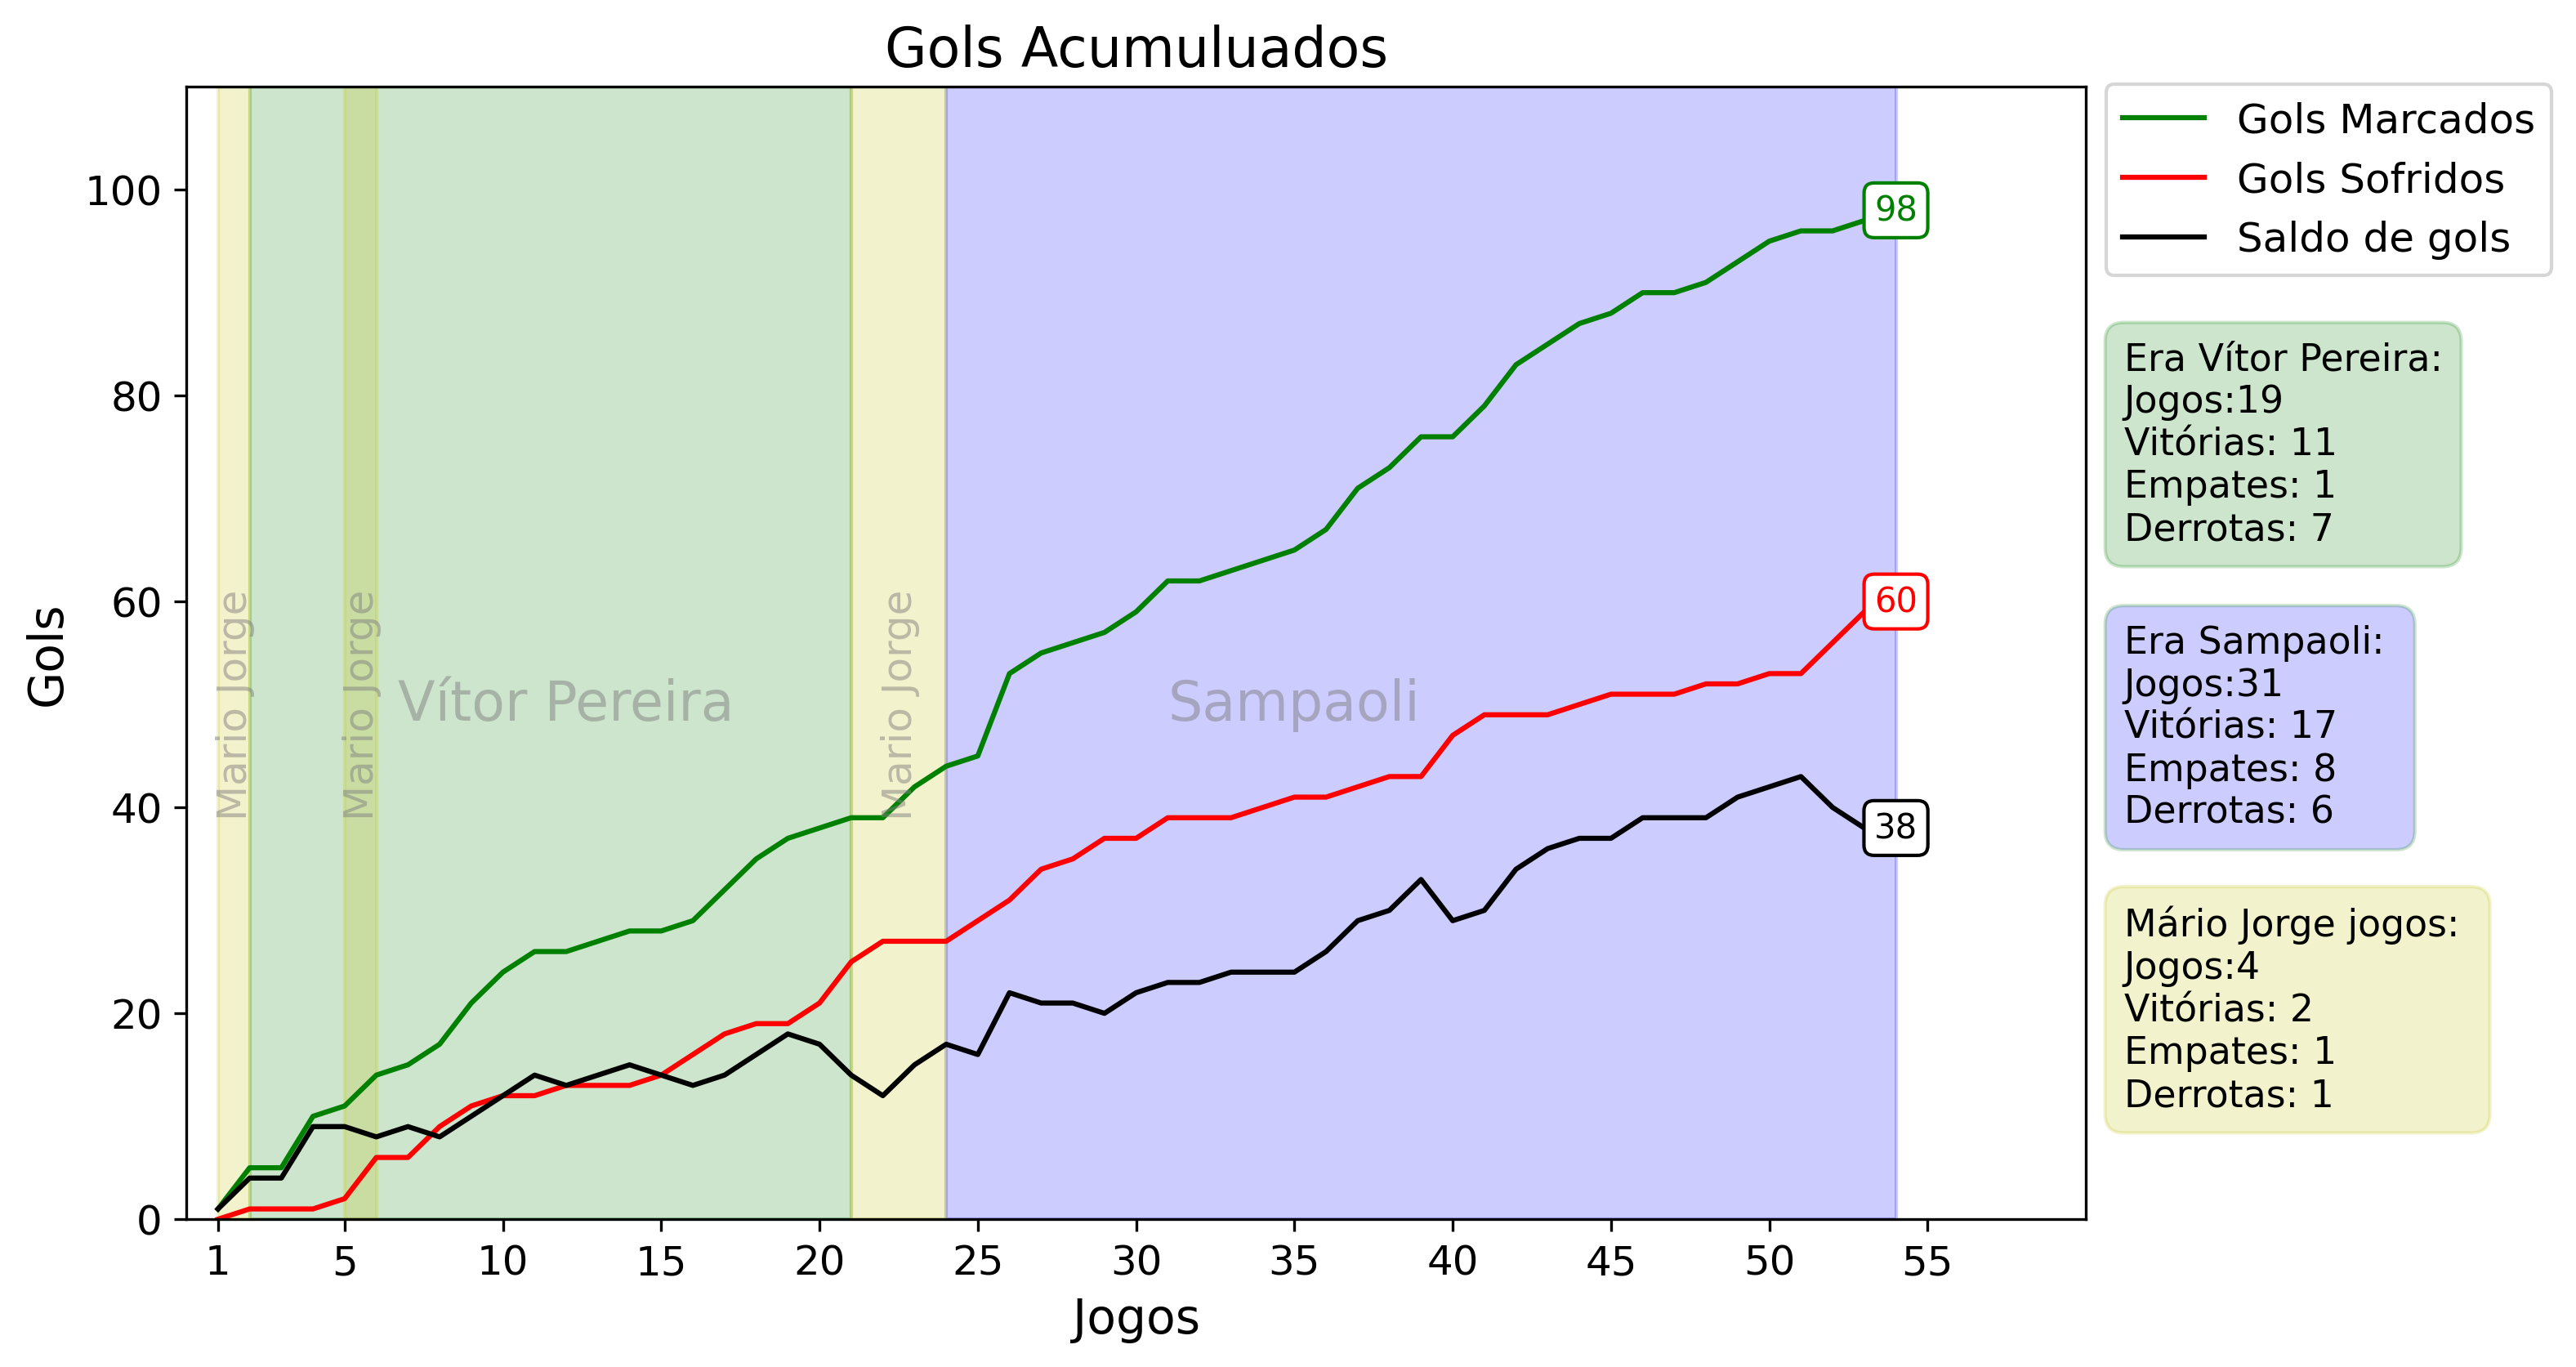 Gols Acumuluados
Gols
100
80
60
40
20
0
Mario Jorge
Mario Jorge
Vítor Pereira
Mario Jorge
Sampaoli
98
60
38
1 5 10 15 20 25 30 35 40 45 50 55
Jogos
Gols Marcados
Gols Sofridos
Saldo de gols
Era Vítor Pereira:
Jogos:19
Vitórias: 11
Empates: 1
Derrotas: 7
Era Sampaoli:
Jogos:31
Vitórias: 17
Empates: 8
Derrotas: 6
Mário Jorge jogos:
Jogos:4
Vitórias: 2
Empates: 1
Derrotas: 1